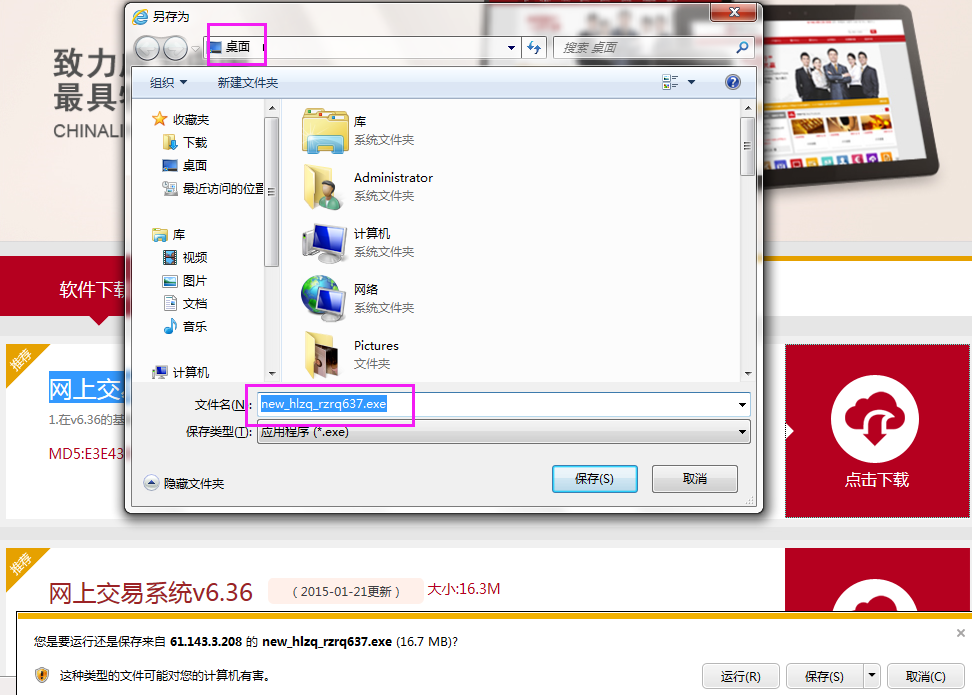 另存为
致力
最具
CHINALI
桌面
搜索 桌面
组织
新建文件夹
收藏夹
下载
桌面
最近访问的位置
库
视频
图片
文档
音乐
计算机
库
系统文件夹
Administrator
系统文件夹
计算机
系统文件夹
网络
系统文件夹
Pictures
文件夹
文件名(N):
new_hlzq_rzrq637.exe
保存类型(T):
应用程序 (*.exe)
隐藏文件夹
保存(S)
取消
软件下载
推荐
网上交
1.在v6.36的基
MD5:E3E43
点击下载
推荐
网上交易系统v6.36
( 2015-01-21更新 )
大小:16.3M
您是要运行还是保存来自 61.143.3.208 的 new_hlzq_rzrq637.exe (16.7 MB)?
这种类型的文件可能对您的计算机有害。
运行(R)
保存(S)
取消(C)